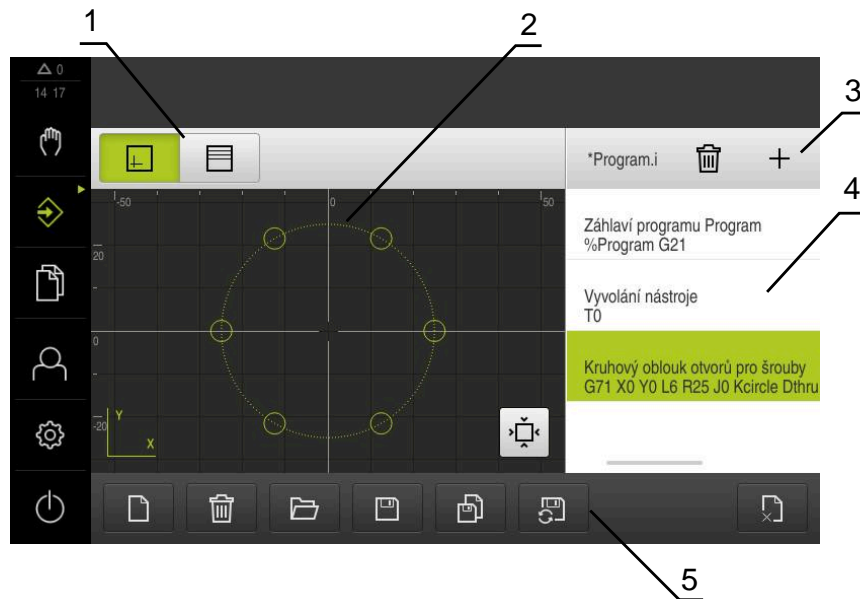 1
2
0
14 17
3
*Program.i
4
-50
0
50
Záhlaví programu Program
%Program G21
20
Vyvolání nástroje
T0
0
Kruhový oblouk otvorů pro šrouby
G71 X0 Y0 L6 R25 J0 Kcircle Dthru
-20
Y
X
5